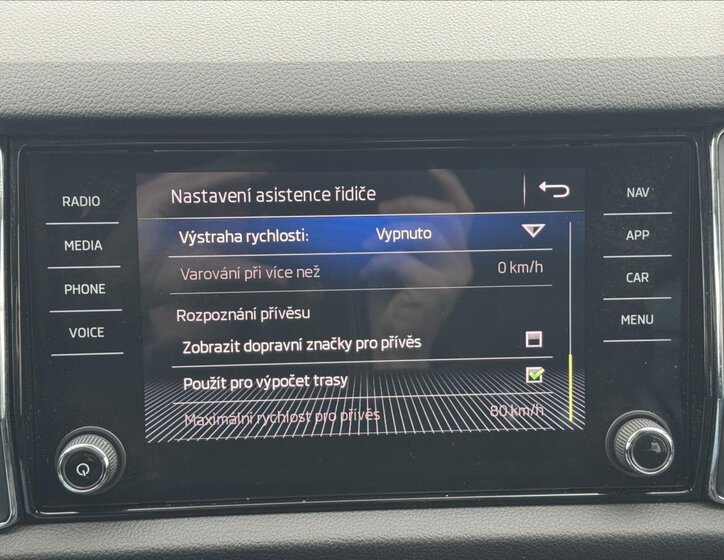 RADIO
MEDIA
PHONE
VOICE
Nastavení asistence řidiče
Výstraha rychlosti: Vypnuto
Varování při více než 0 km/h
Rozpoznání přívěsu
Zobrazit dopravní značky pro přívěs
Použít pro výpočet trasy
Maximální rychlost pro přívěs 80 km/h
NAV
APP
CAR
MENU